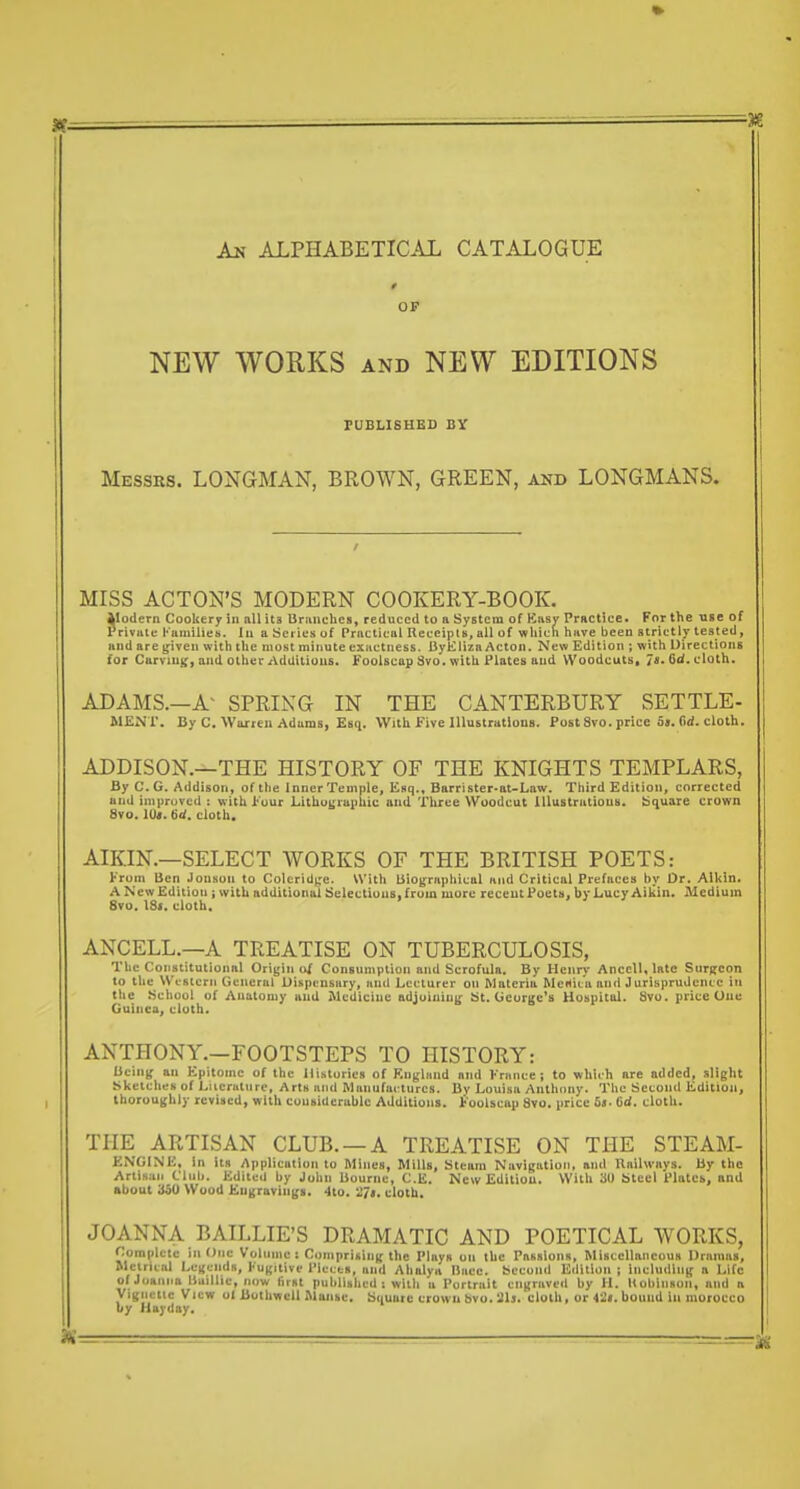 An ALPHABETICAL CATALOGUE
OF
NEW WORKS AND NEW EDITIONS
PUBLISHED BY
Messrs. LONGMAN, BROWN, GREEN, AND LONGMANS.
MISS ACTON'S MODERN COOKERY-BOOK.
Modern Cookery in all its Branches, reduced to a System of Easy Practice. For the use of
Private Families. In a Series of Practical Receipts, all of which have been strictly tested,
and are given with the most minute exactness. By Eliza Acton. New Edition; with Directions
for Carving, and other Additions. Foolscap 8vo. with Plates and Woodcuts, 7s. 6d. cloth.
ADAMS.—A SPRING IN THE CANTERBURY SETTLE-
MENT. By C. Warren Adams, Esq. With Five Illustrations. Post 8vo. price 5s. 6d. cloth.
ADDISON.—THE HISTORY OF THE KNIGHTS TEMPLARS,
By C. G. Addison, of the Inner Temple, Esq., Barrister-at-Law. Third Edition, corrected
and improved: with Four Lithographic and Three Woodcut Illustrations. Square crown
8vo. 10s. 6d. cloth.
AIKIN.—SELECT WORKS OF THE BRITISH POETS:
From Ben Jonson to Coleridge. With Biographical and Critical Prefaces by Dr. Aikin.
A New Edition; with additional Selections, from more recent Poets, by Lucy Aikin. Medium
8vo. 18s. cloth.
ANCELL.—A TREATISE ON TUBERCULOSIS,
The Constitutional Origin of Consumption and Scrofula. By Henry Ancell, late Surgeon
to the Western General Dispensary, and Lecturer on Materia Medica and Jurisprudence in
the School of Anatomy and Medicine adjoining St. George's Hospital. 8vo. price One
Guinea, cloth.
ANTHONY.—FOOTSTEPS TO HISTORY:
Being an Epitome of the Histories of England and France; to which are added, slight
Sketches of Literature, Arts and Manufactures. By Louisa Anthony. The Second Edition,
thoroughly revised, with considerable Additions. Foolscap 8vo. price 5s. 6d. cloth.
THE ARTISAN CLUB.—A TREATISE ON THE STEAM-
ENGINE, in its Application to Mines, Mills, Steam Navigation, and Railways. By the
Artisan Club. Edited by John Bourne, C.E. New Edition. With 30 Steel Plates, and
about 350 Wood Engravings. 4to. 27s. cloth.
JOANNA BAILLIE'S DRAMATIC AND POETICAL WORKS,
Complete in One Volume: Comprising the Plays on the Passions, Miscellaneous Dramas,
Metrical Legends, Fugitive Pieces, and Ahalya Baee. Second Edition; including a Life
of Joanna Baillie, now first published: with a Portrait engraved by H. Robinson, and a
Vignette View of Bothwell Manse. Square crown 8vo. 21s. cloth, or 42s. bound in morocco
by Hayday.